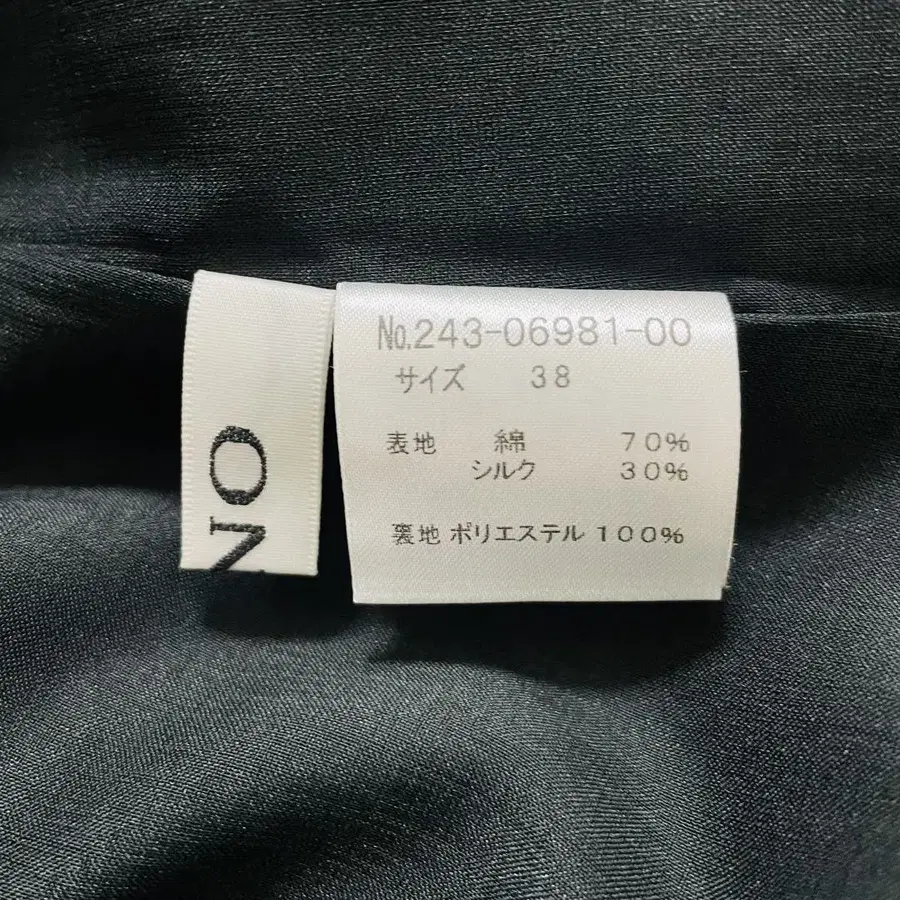 NO
No.243-06981-00
サイズ 38
表地 綿 70%
シルク 30%
裏地 ポリエステル 100%